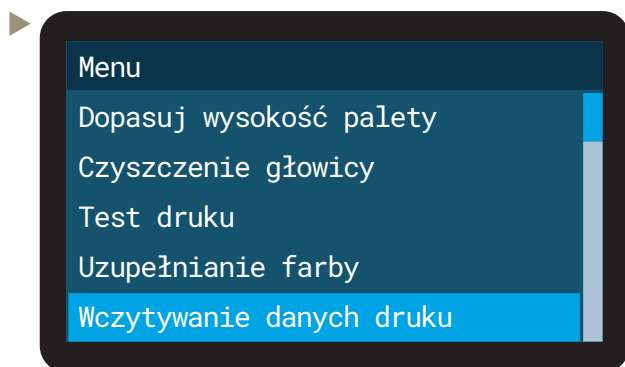 Menu
Dopasuj wysokość palety
Czyszczenie głowicy
Test druku
Uzupełnianie farby
Wczytywanie danych druku